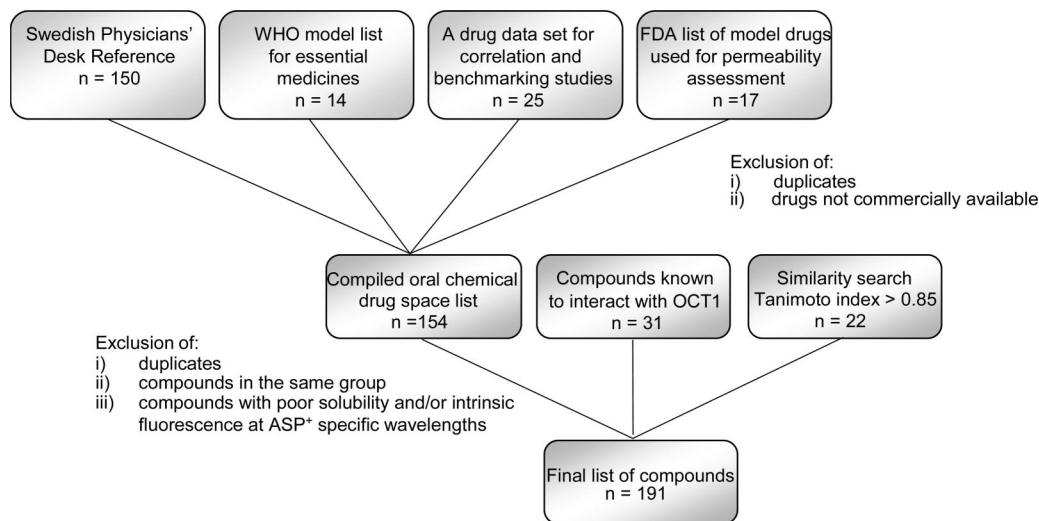 Swedish Physicians'
Desk Reference
n = 150
WHO model list
for essential
medicines
n = 14
A drug data set for
correlation and
benchmarking studies
n = 25
FDA list of model drugs
used for permeability
assessment
n =17
Exclusion of:
i) duplicates
ii) drugs not commercially available
Compiled oral chemical
drug space list
n =154
Compounds known
to interact with OCT1
n = 31
Similarity search
Tanimoto index > 0.85
n = 22
Exclusion of:
i) duplicates
ii) compounds in the same group
iii) compounds with poor solubility and/or intrinsic
fluorescence at ASP⁺ specific wavelengths
Final list of compounds
n = 191